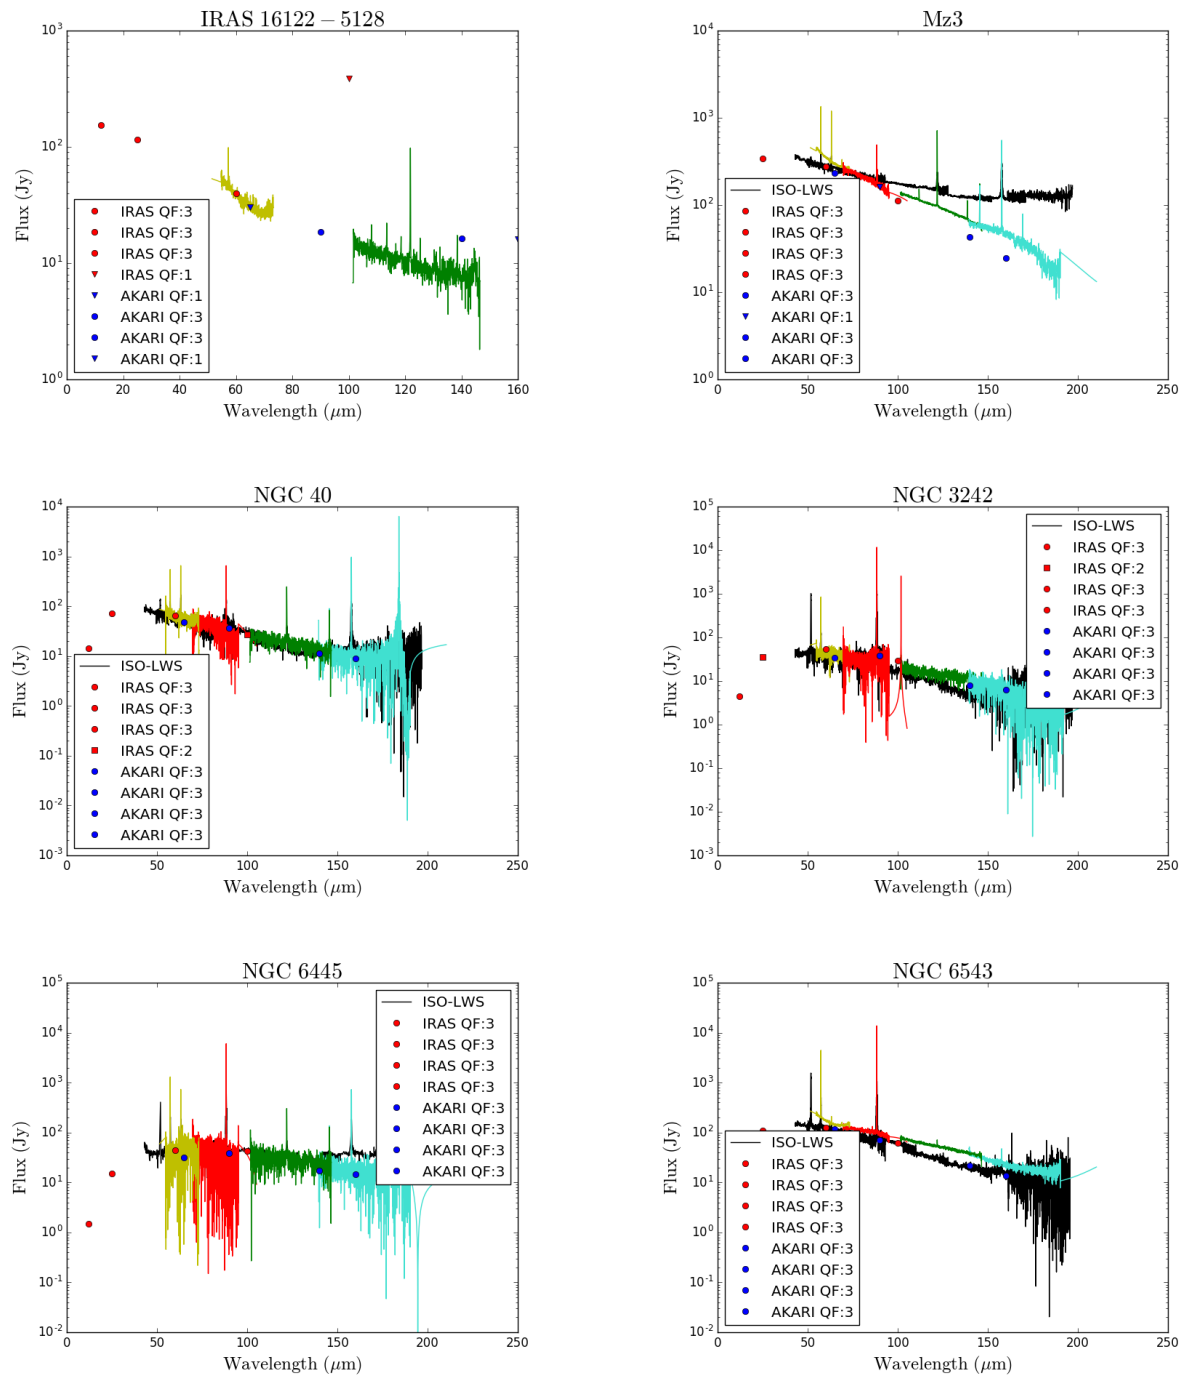 IRAS 16122 − 5128
10³
10²
10¹
10⁰
Flux (Jy)
IRAS QF:3
IRAS QF:3
IRAS QF:3
IRAS QF:1
AKARI QF:1
AKARI QF:3
AKARI QF:3
AKARI QF:1
0 20 40 60 80 100 120 140 160
Wavelength (μm)
Mz3
10⁴
10³
10²
10¹
10⁰
Flux (Jy)
ISO-LWS
IRAS QF:3
IRAS QF:3
IRAS QF:3
IRAS QF:3
AKARI QF:3
AKARI QF:1
AKARI QF:3
AKARI QF:3
0 50 100 150 200 250
Wavelength (μm)
NGC 40
10⁴
10³
10²
10¹
10⁰
10⁻¹
10⁻²
10⁻³
Flux (Jy)
ISO-LWS
IRAS QF:3
IRAS QF:3
IRAS QF:3
IRAS QF:2
AKARI QF:3
AKARI QF:3
AKARI QF:3
AKARI QF:3
0 50 100 150 200 250
Wavelength (μm)
NGC 3242
10⁵
10⁴
10³
10²
10¹
10⁰
10⁻¹
10⁻²
10⁻³
Flux (Jy)
ISO-LWS
IRAS QF:3
IRAS QF:2
IRAS QF:3
IRAS QF:3
AKARI QF:3
AKARI QF:3
AKARI QF:3
AKARI QF:3
0 50 100 150 200 250
Wavelength (μm)
NGC 6445
10⁵
10⁴
10³
10²
10¹
10⁰
10⁻¹
10⁻²
Flux (Jy)
ISO-LWS
IRAS QF:3
IRAS QF:3
IRAS QF:3
IRAS QF:3
AKARI QF:3
AKARI QF:3
AKARI QF:3
AKARI QF:3
0 50 100 150 200 250
Wavelength (μm)
NGC 6543
10⁵
10⁴
10³
10²
10¹
10⁰
10⁻¹
10⁻²
Flux (Jy)
ISO-LWS
IRAS QF:3
IRAS QF:3
IRAS QF:3
IRAS QF:3
AKARI QF:3
AKARI QF:3
AKARI QF:3
AKARI QF:3
0 50 100 150 200 250
Wavelength (μm)